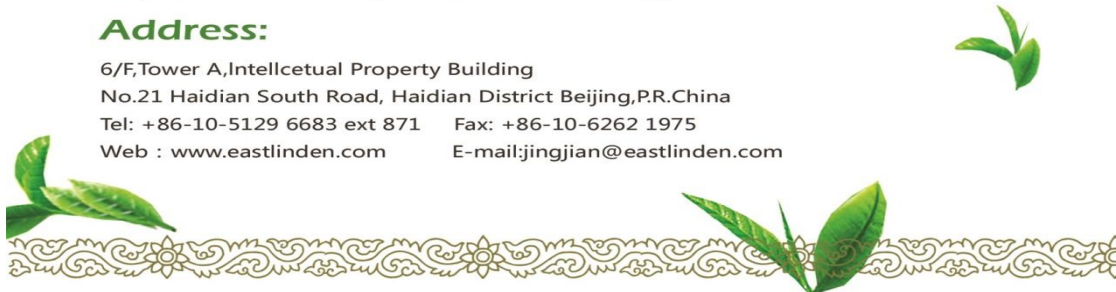 Address:
6/F,Tower A,Intellcetual Property Building
No.21 Haidian South Road, Haidian District Beijing,P.R.China
Tel: +86-10-5129 6683 ext 871 Fax: +86-10-6262 1975
Web : www.eastlinden.com E-mail:jingjian@eastlinden.com